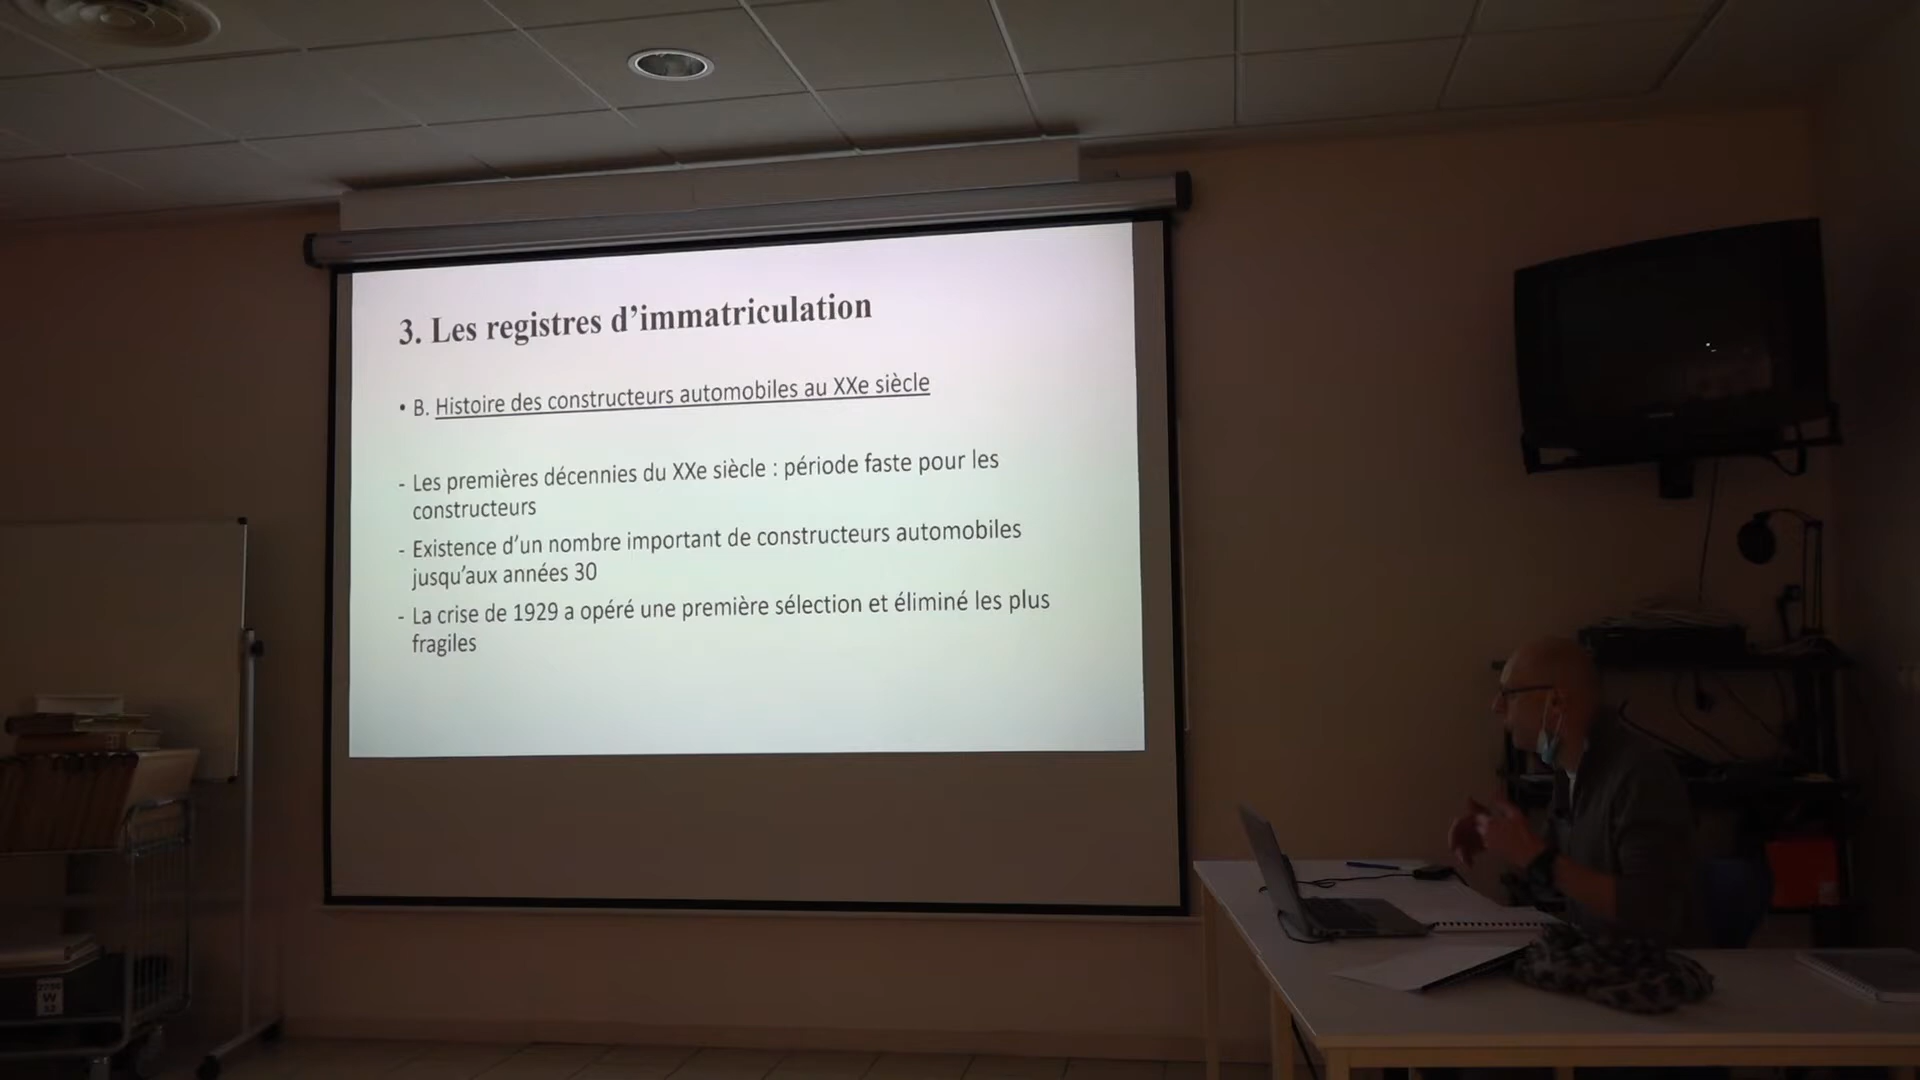 3. Les registres d’immatriculation
• B. Histoire des constructeurs automobiles au XXe siècle
- Les premières décennies du XXe siècle : période faste pour les
constructeurs
- Existence d’un nombre important de constructeurs automobiles
jusqu’aux années 30
- La crise de 1929 a opéré une première sélection et éliminé les plus
fragiles
W